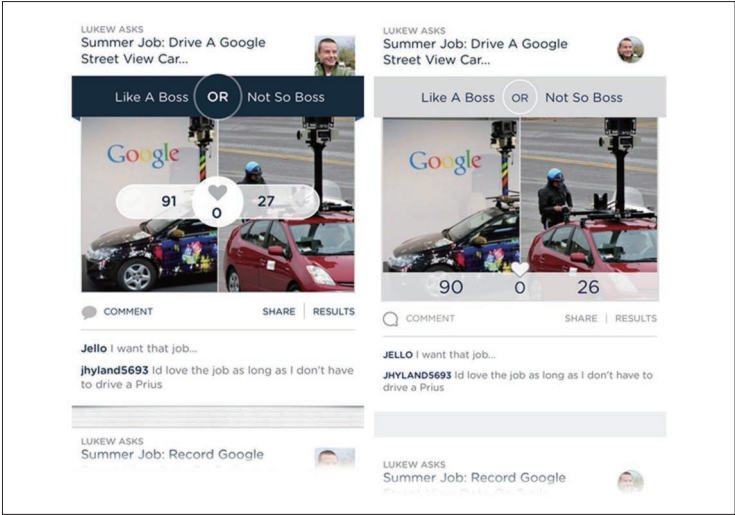 LUKEW ASKS
Summer Job: Drive A Google
Street View Car...
Like A Boss OR Not So Boss
Google
91 0 27
COMMENT SHARE | RESULTS
Jello I want that job...
jhyland5693 Id love the job as long as I don't have
to drive a Prius
LUKEW ASKS
Summer Job: Record Google
LUKEW ASKS
Summer Job: Drive A Google
Street View Car...
Like A Boss OR Not So Boss
Google
90 0 26
COMMENT SHARE | RESULTS
JELLO I want that job...
JHYLAND5693 Id love the job as long as I don't have to
drive a Prius
LUKEW ASKS
Summer Job: Record Google